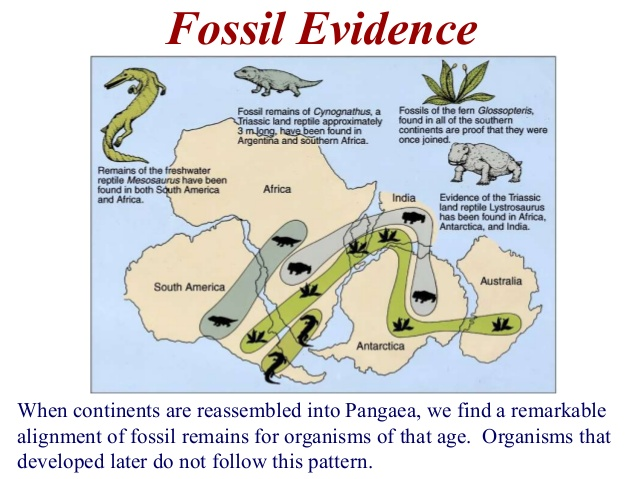 Fossil Evidence
Fossil remains of Cynognathus, a
Triassic land reptile approximately
3 m long, have been found in
Argentina and southern Africa.
Fossils of the fern Glossopteris,
found in all of the southern
continents are proof that they were
once joined.
Remains of the freshwater
reptile Mesosaurus have been
found in both South America
and Africa.
Africa
India
Evidence of the Triassic
land reptile Lystrosaurus
has been found in Africa,
Antarctica, and India.
South America
Australia
Antarctica
When continents are reassembled into Pangaea, we find a remarkable
alignment of fossil remains for organisms of that age.  Organisms that
developed later do not follow this pattern.